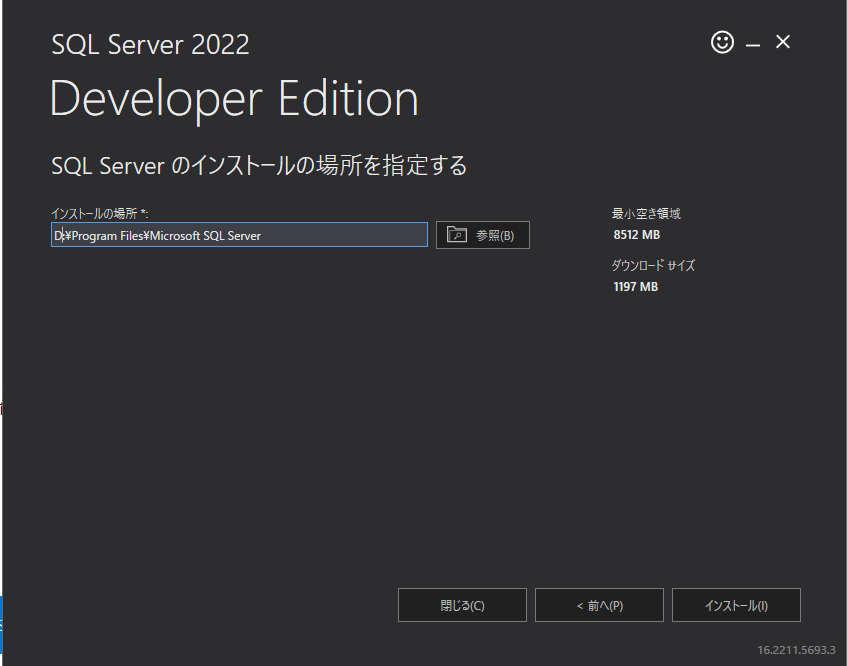 SQL Server 2022
Developer Edition
SQL Server のインストールの場所を指定する
インストールの場所 *:
D:¥Program Files¥Microsoft SQL Server
参照(B)
最小空き領域
8512 MB
ダウンロード サイズ
1197 MB
閉じる(C)
< 前へ(P)
インストール(I)
16.2211.5693.3